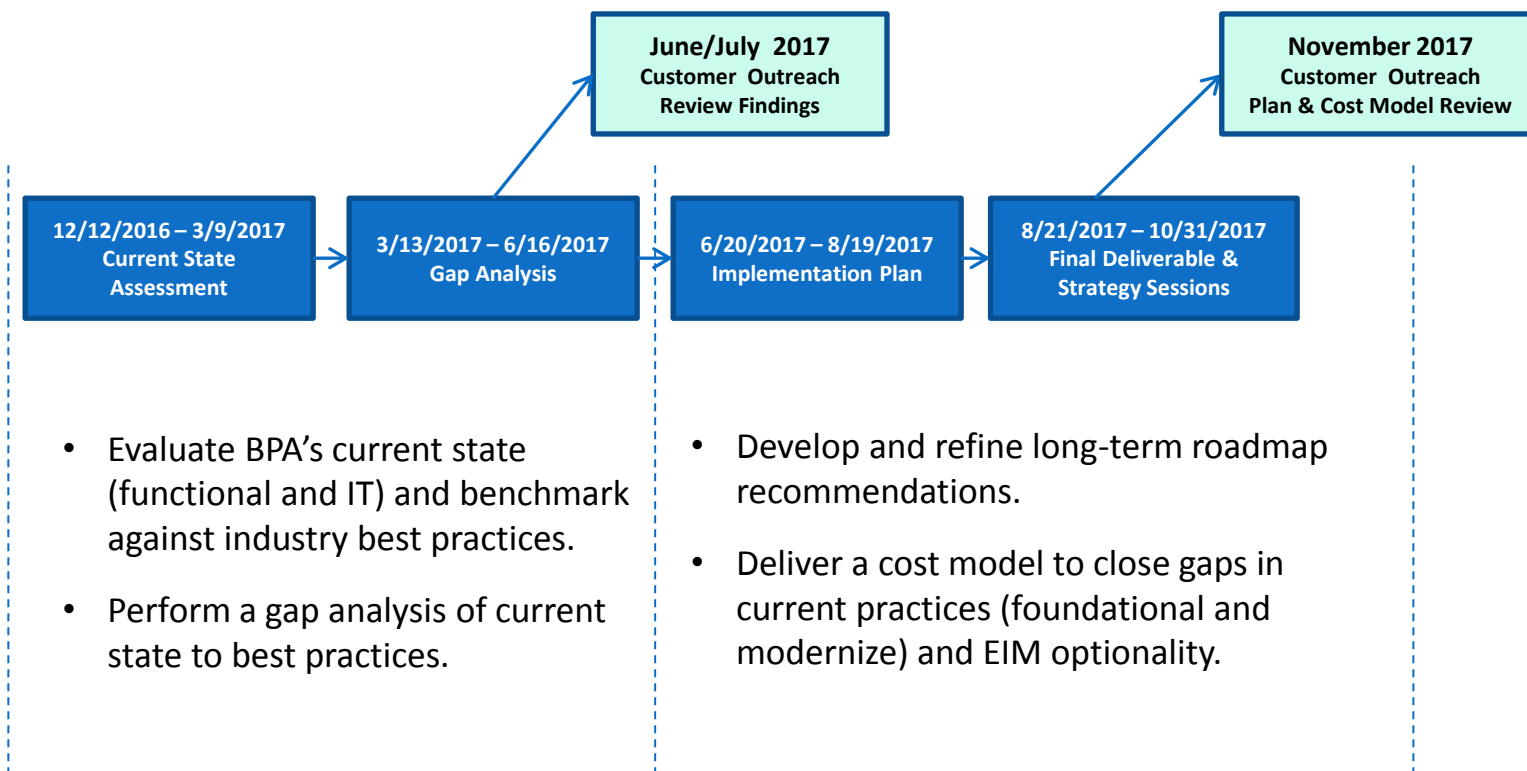 June/July 2017
Customer Outreach
Review Findings
November 2017
Customer Outreach
Plan & Cost Model Review
12/12/2016 – 3/9/2017
Current State
Assessment
3/13/2017 – 6/16/2017
Gap Analysis
6/20/2017 – 8/19/2017
Implementation Plan
8/21/2017 – 10/31/2017
Final Deliverable &
Strategy Sessions
• Evaluate BPA’s current state
(functional and IT) and benchmark
against industry best practices.
• Perform a gap analysis of current
state to best practices.
• Develop and refine long-term roadmap
recommendations.
• Deliver a cost model to close gaps in
current practices (foundational and
modernize) and EIM optionality.